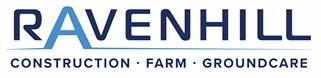 RAVENHILL
CONSTRUCTION · FARM · GROUNDCARE